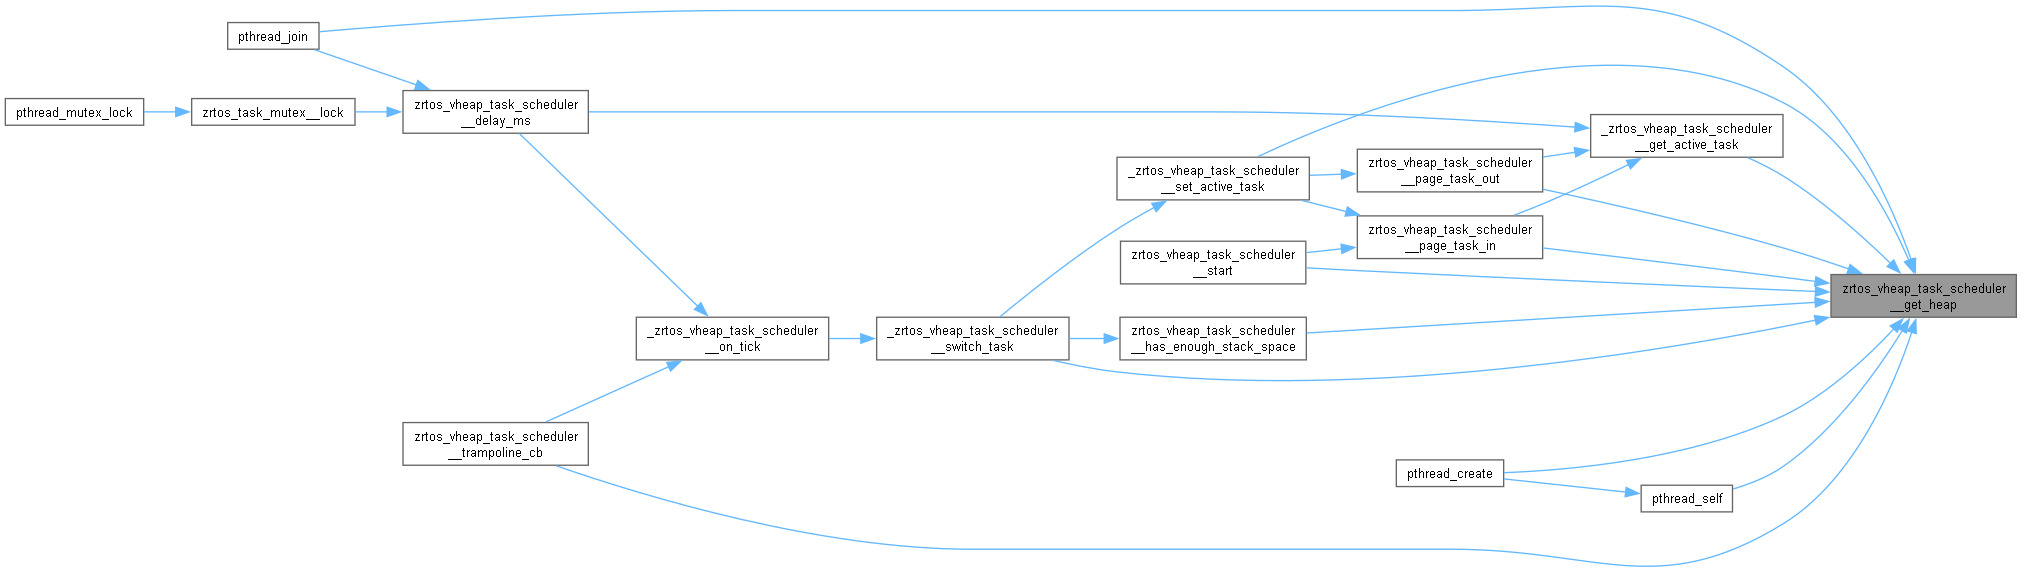 pthread_join
pthread_mutex_lock
zrtos_task_mutex__lock
zrtos_vheap_task_scheduler
__delay_ms
_zrtos_vheap_task_scheduler
__get_active_task
zrtos_vheap_task_scheduler
__page_task_out
_zrtos_vheap_task_scheduler
__set_active_task
zrtos_vheap_task_scheduler
__page_task_in
zrtos_vheap_task_scheduler
__start
zrtos_vheap_task_scheduler
__get_heap
_zrtos_vheap_task_scheduler
__on_tick
_zrtos_vheap_task_scheduler
__switch_task
zrtos_vheap_task_scheduler
__has_enough_stack_space
zrtos_vheap_task_scheduler
__trampoline_cb
pthread_create
pthread_self